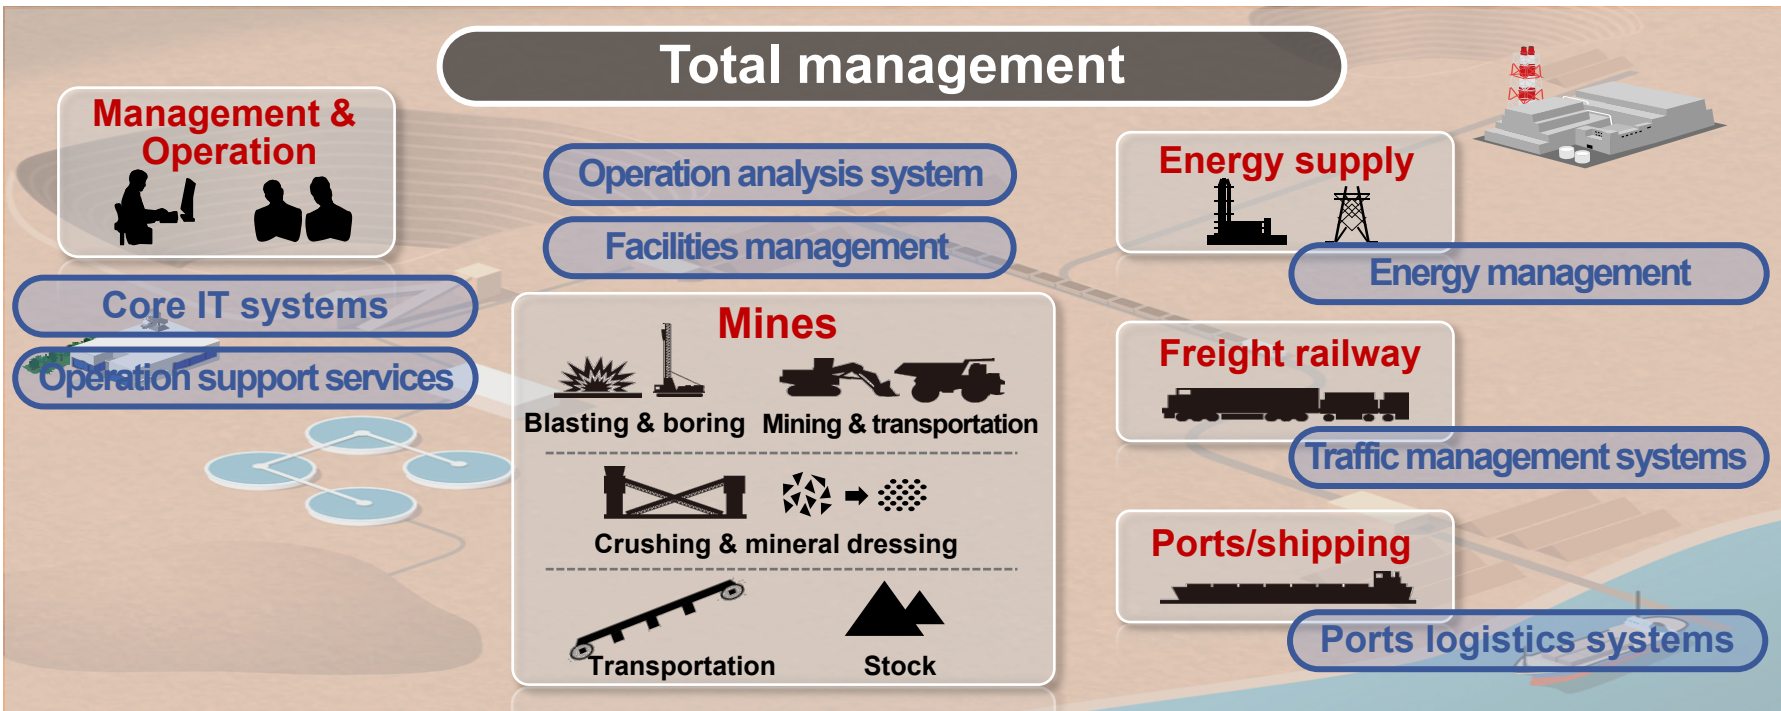 Total management
Management &
Operation
Core IT systems
Operation support services
Operation analysis system
Facilities management
Mines
Blasting & boring
Mining & transportation
Crushing & mineral dressing
Transportation
Stock
Energy supply
Energy management
Freight railway
Traffic management systems
Ports/shipping
Ports logistics systems